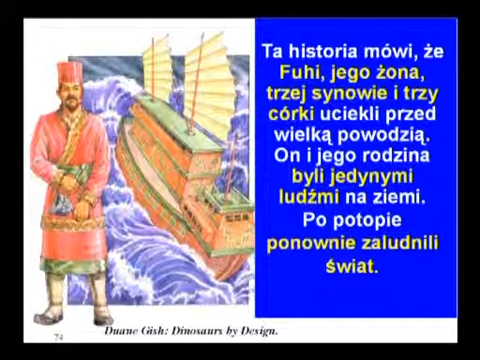 Ta historia mówi, że
Fuhi, jego żona,
trzej synowie i trzy
córki uciekli przed
wielką powodzią.
On i jego rodzina
byli jedynymi
ludźmi na ziemi.
Po potopie
ponownie zaludnili
świat.
Duane Gish: Dinosaurs by Design.
74